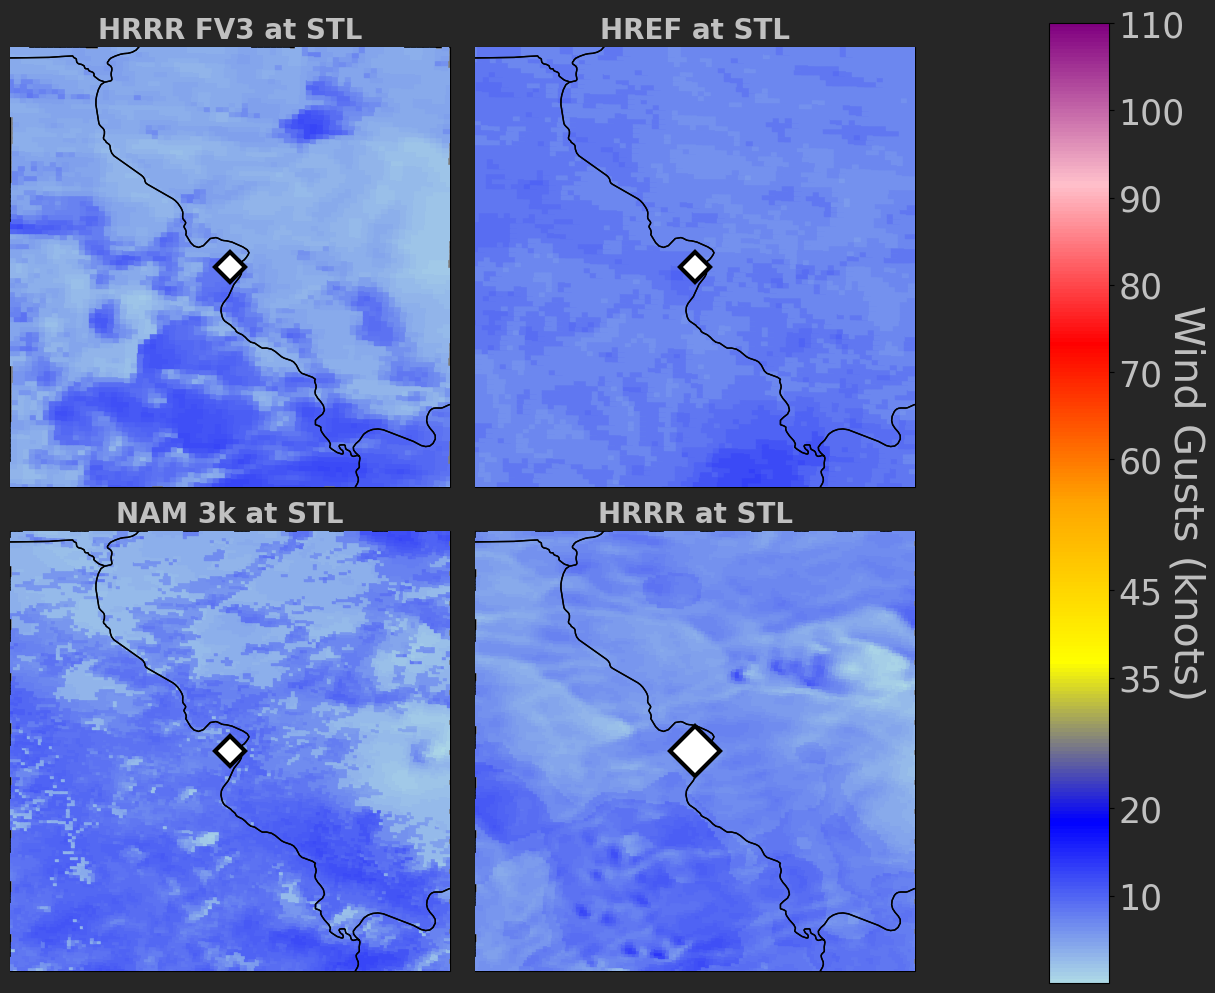 HRRR FV3 at STL
HREF at STL
NAM 3k at STL
HRRR at STL
110
100
90
80
70
60
45
35
20
10
Wind Gusts (knots)